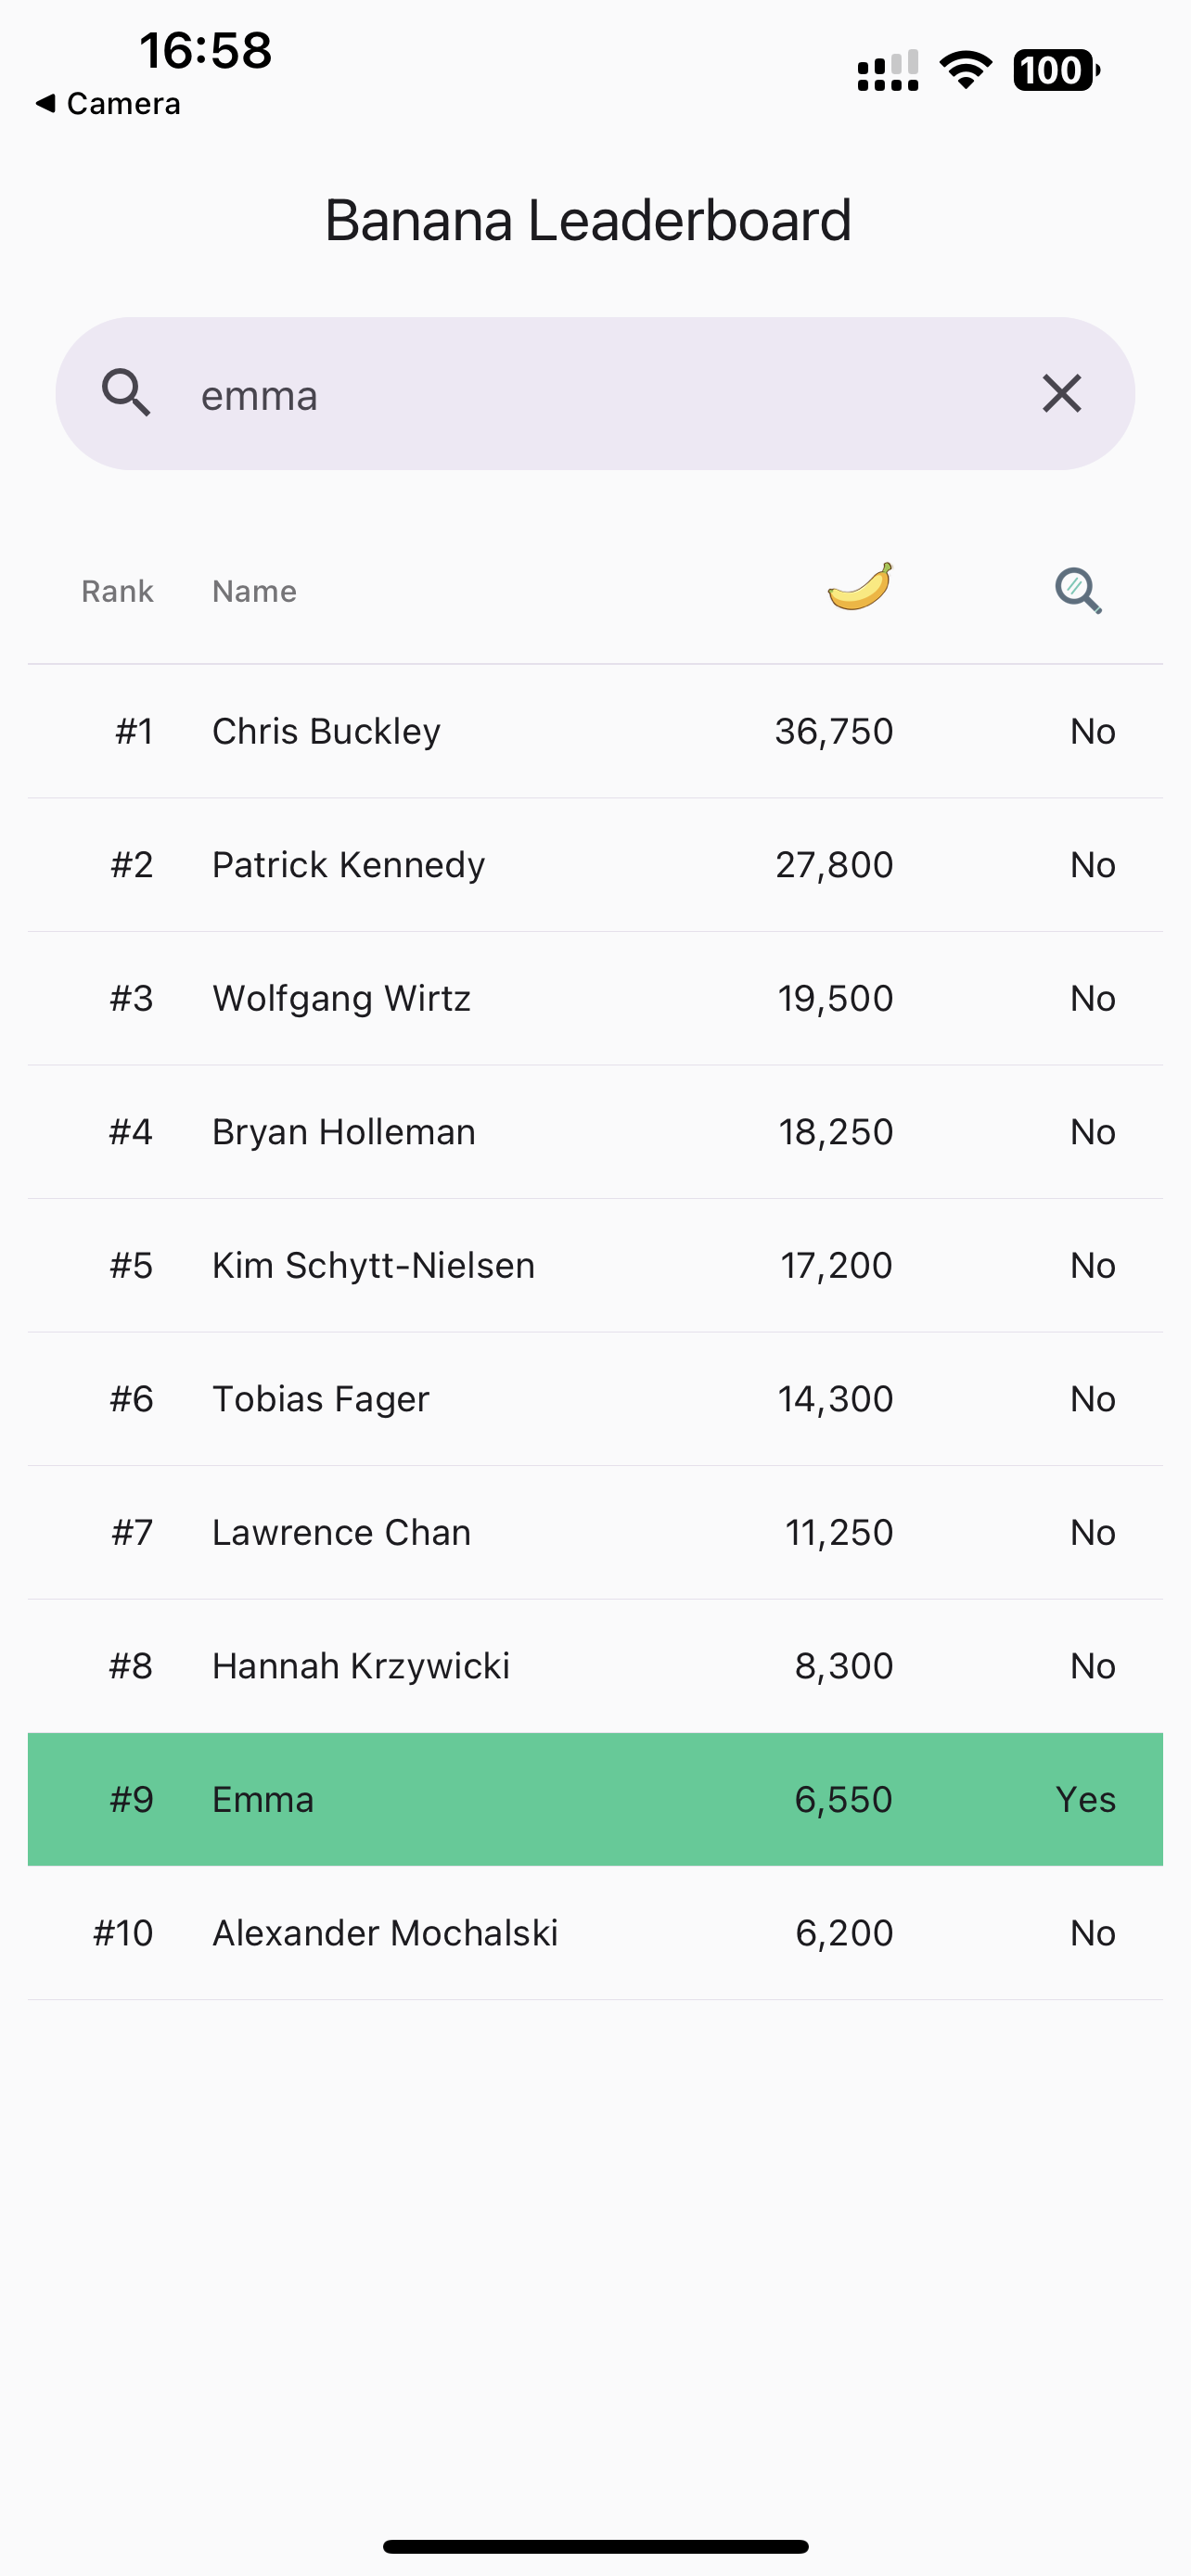 16:58
100
◀ Camera
Banana Leaderboard
emma
Rank Name
#1 Chris Buckley 36,750 No
#2 Patrick Kennedy 27,800 No
#3 Wolfgang Wirtz 19,500 No
#4 Bryan Holleman 18,250 No
#5 Kim Schytt-Nielsen 17,200 No
#6 Tobias Fager 14,300 No
#7 Lawrence Chan 11,250 No
#8 Hannah Krzywicki 8,300 No
#9 Emma 6,550 Yes
#10 Alexander Mochalski 6,200 No